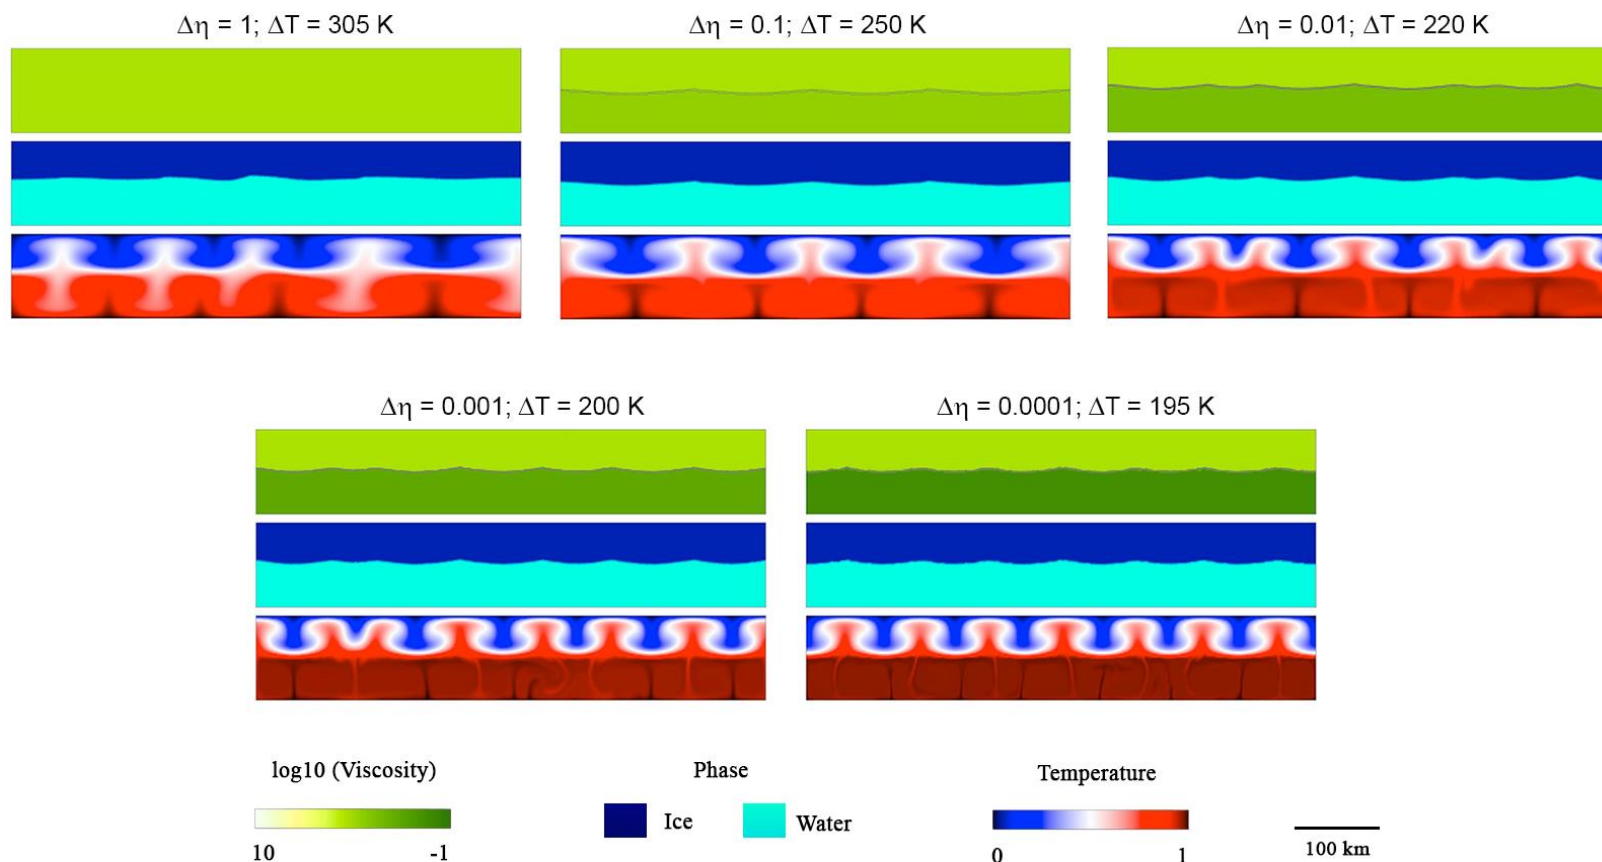 Δη = 1; ΔT = 305 K
Δη = 0.1; ΔT = 250 K
Δη = 0.01; ΔT = 220 K
Δη = 0.001; ΔT = 200 K
Δη = 0.0001; ΔT = 195 K
log10 (Viscosity)
10
-1
Phase
Ice
Water
Temperature
0
1
100 km